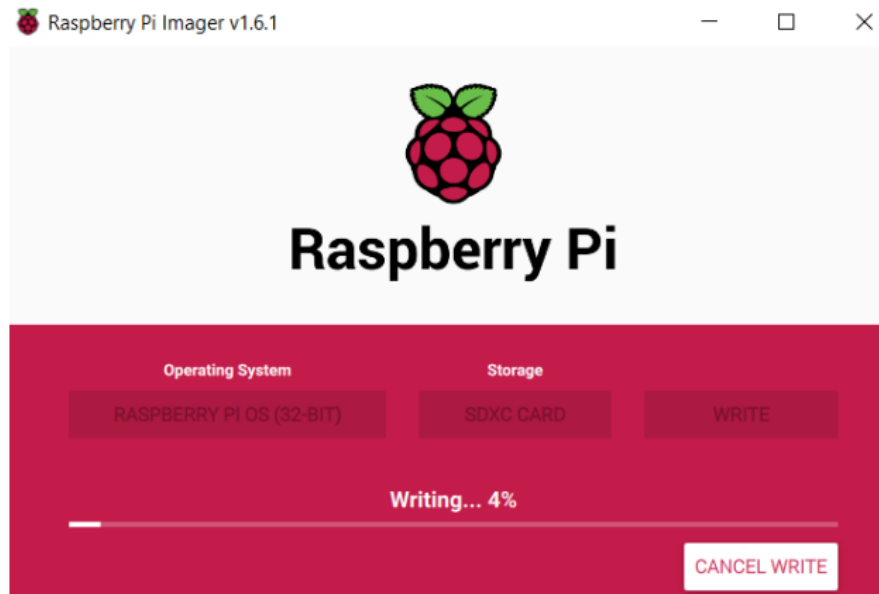 Raspberry Pi Imager v1.6.1
Raspberry Pi
Operating System
Storage
RASPBERRY PI OS (32-BIT)
SDXC CARD
WRITE
Writing... 4%
CANCEL WRITE